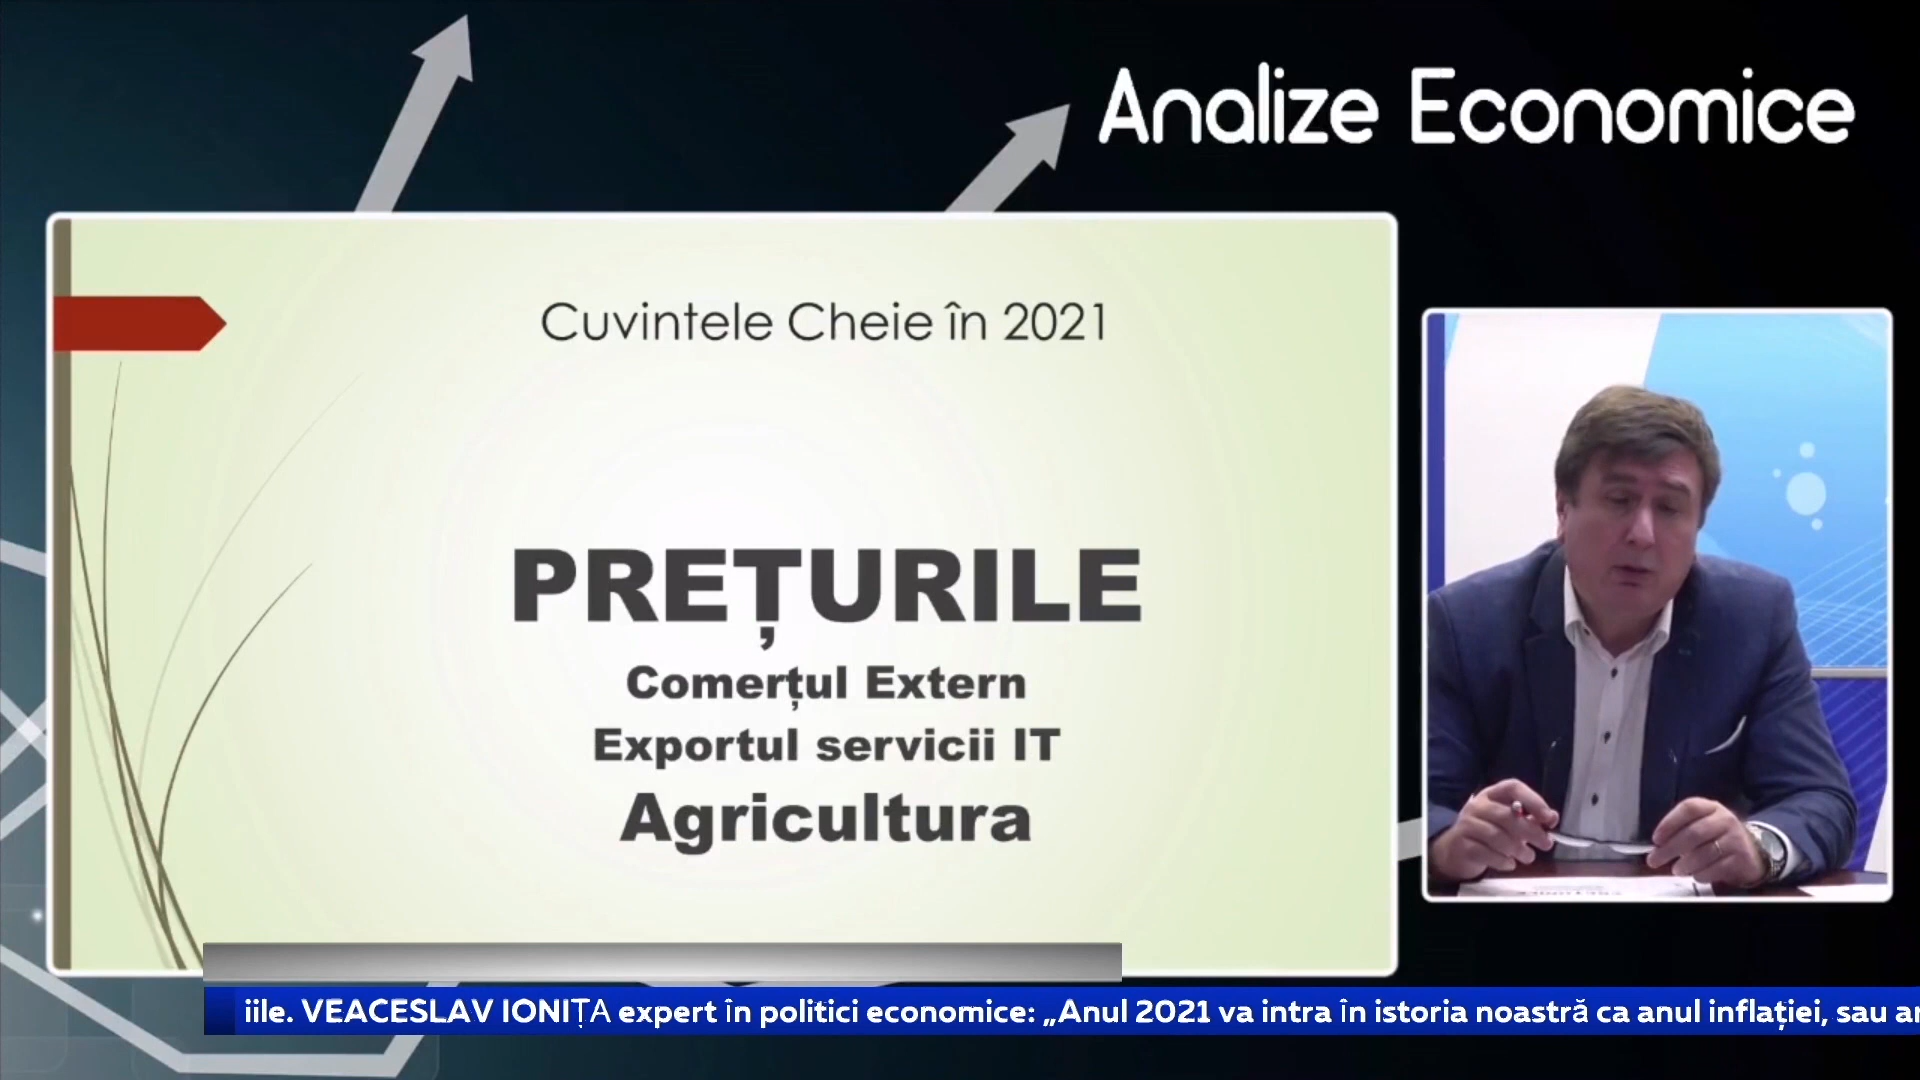 Analize Economice
Cuvintele Cheie în 2021
PREȚURILE
Comerțul Extern
Exportul servicii IT
Agricultura
iile. VEACESLAV IONIȚA expert în politici economice: „Anul 2021 va intra în istoria noastră ca anul inflației, sau